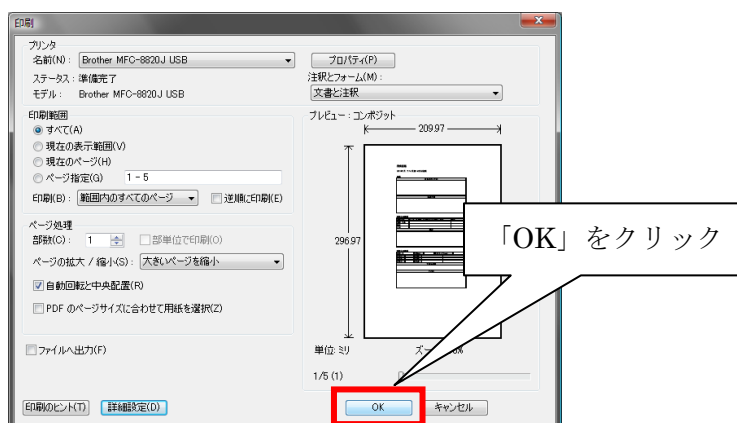 印刷
プリンタ
名前(N): Brother MFC-8820J USB プロパティ(P)
ステータス: 準備完了 注釈とフォーム(M):
モデル: Brother MFC-8820J USB 文書と注釈
印刷範囲 プレビュー: コンポジット
すべて(A) 209.97
現在の表示範囲(V)
現在のページ(H)
ページ指定(G) 1 - 5
印刷(B): 範囲内のすべてのページ 逆順に印刷(E)
ページ処理
部数(C): 1 部単位で印刷(O) 296.97
「OK」をクリック
ページの拡大 / 縮小(S): 大きいページを縮小
自動回転と中央配置(R)
PDF のページサイズに合わせて用紙を選択(Z)
ファイルへ出力(F) 単位: ミリ
1/5 (1)
印刷のヒント(T) 詳細設定(D) OK キャンセル